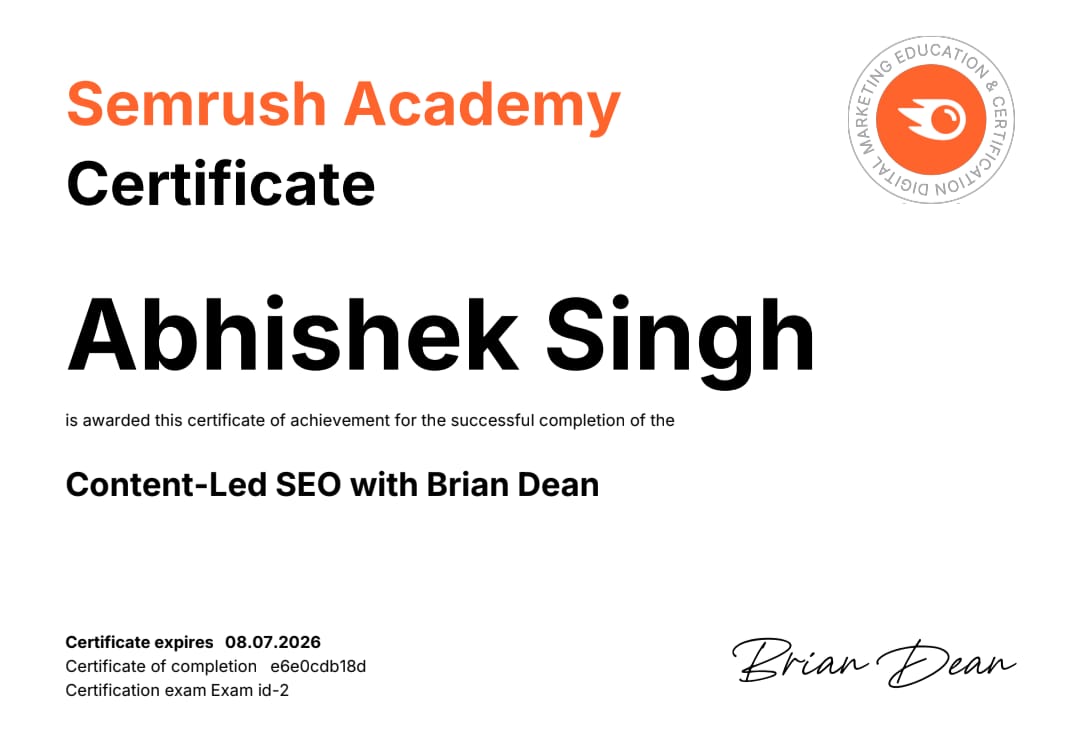 Semrush Academy
Certificate
DIGITAL MARKETING EDUCATION & CERTIFICATION
Abhishek Singh
is awarded this certificate of achievement for the successful completion of the
Content-Led SEO with Brian Dean
Certificate expires 08.07.2026
Certificate of completion e6e0cdb18d
Certification exam Exam id-2
Brian Dean